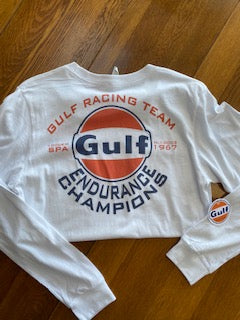 GULF RACING TEAM
SPA
1967
Gulf
ENDURANCE
CHAMPIONS
Gulf